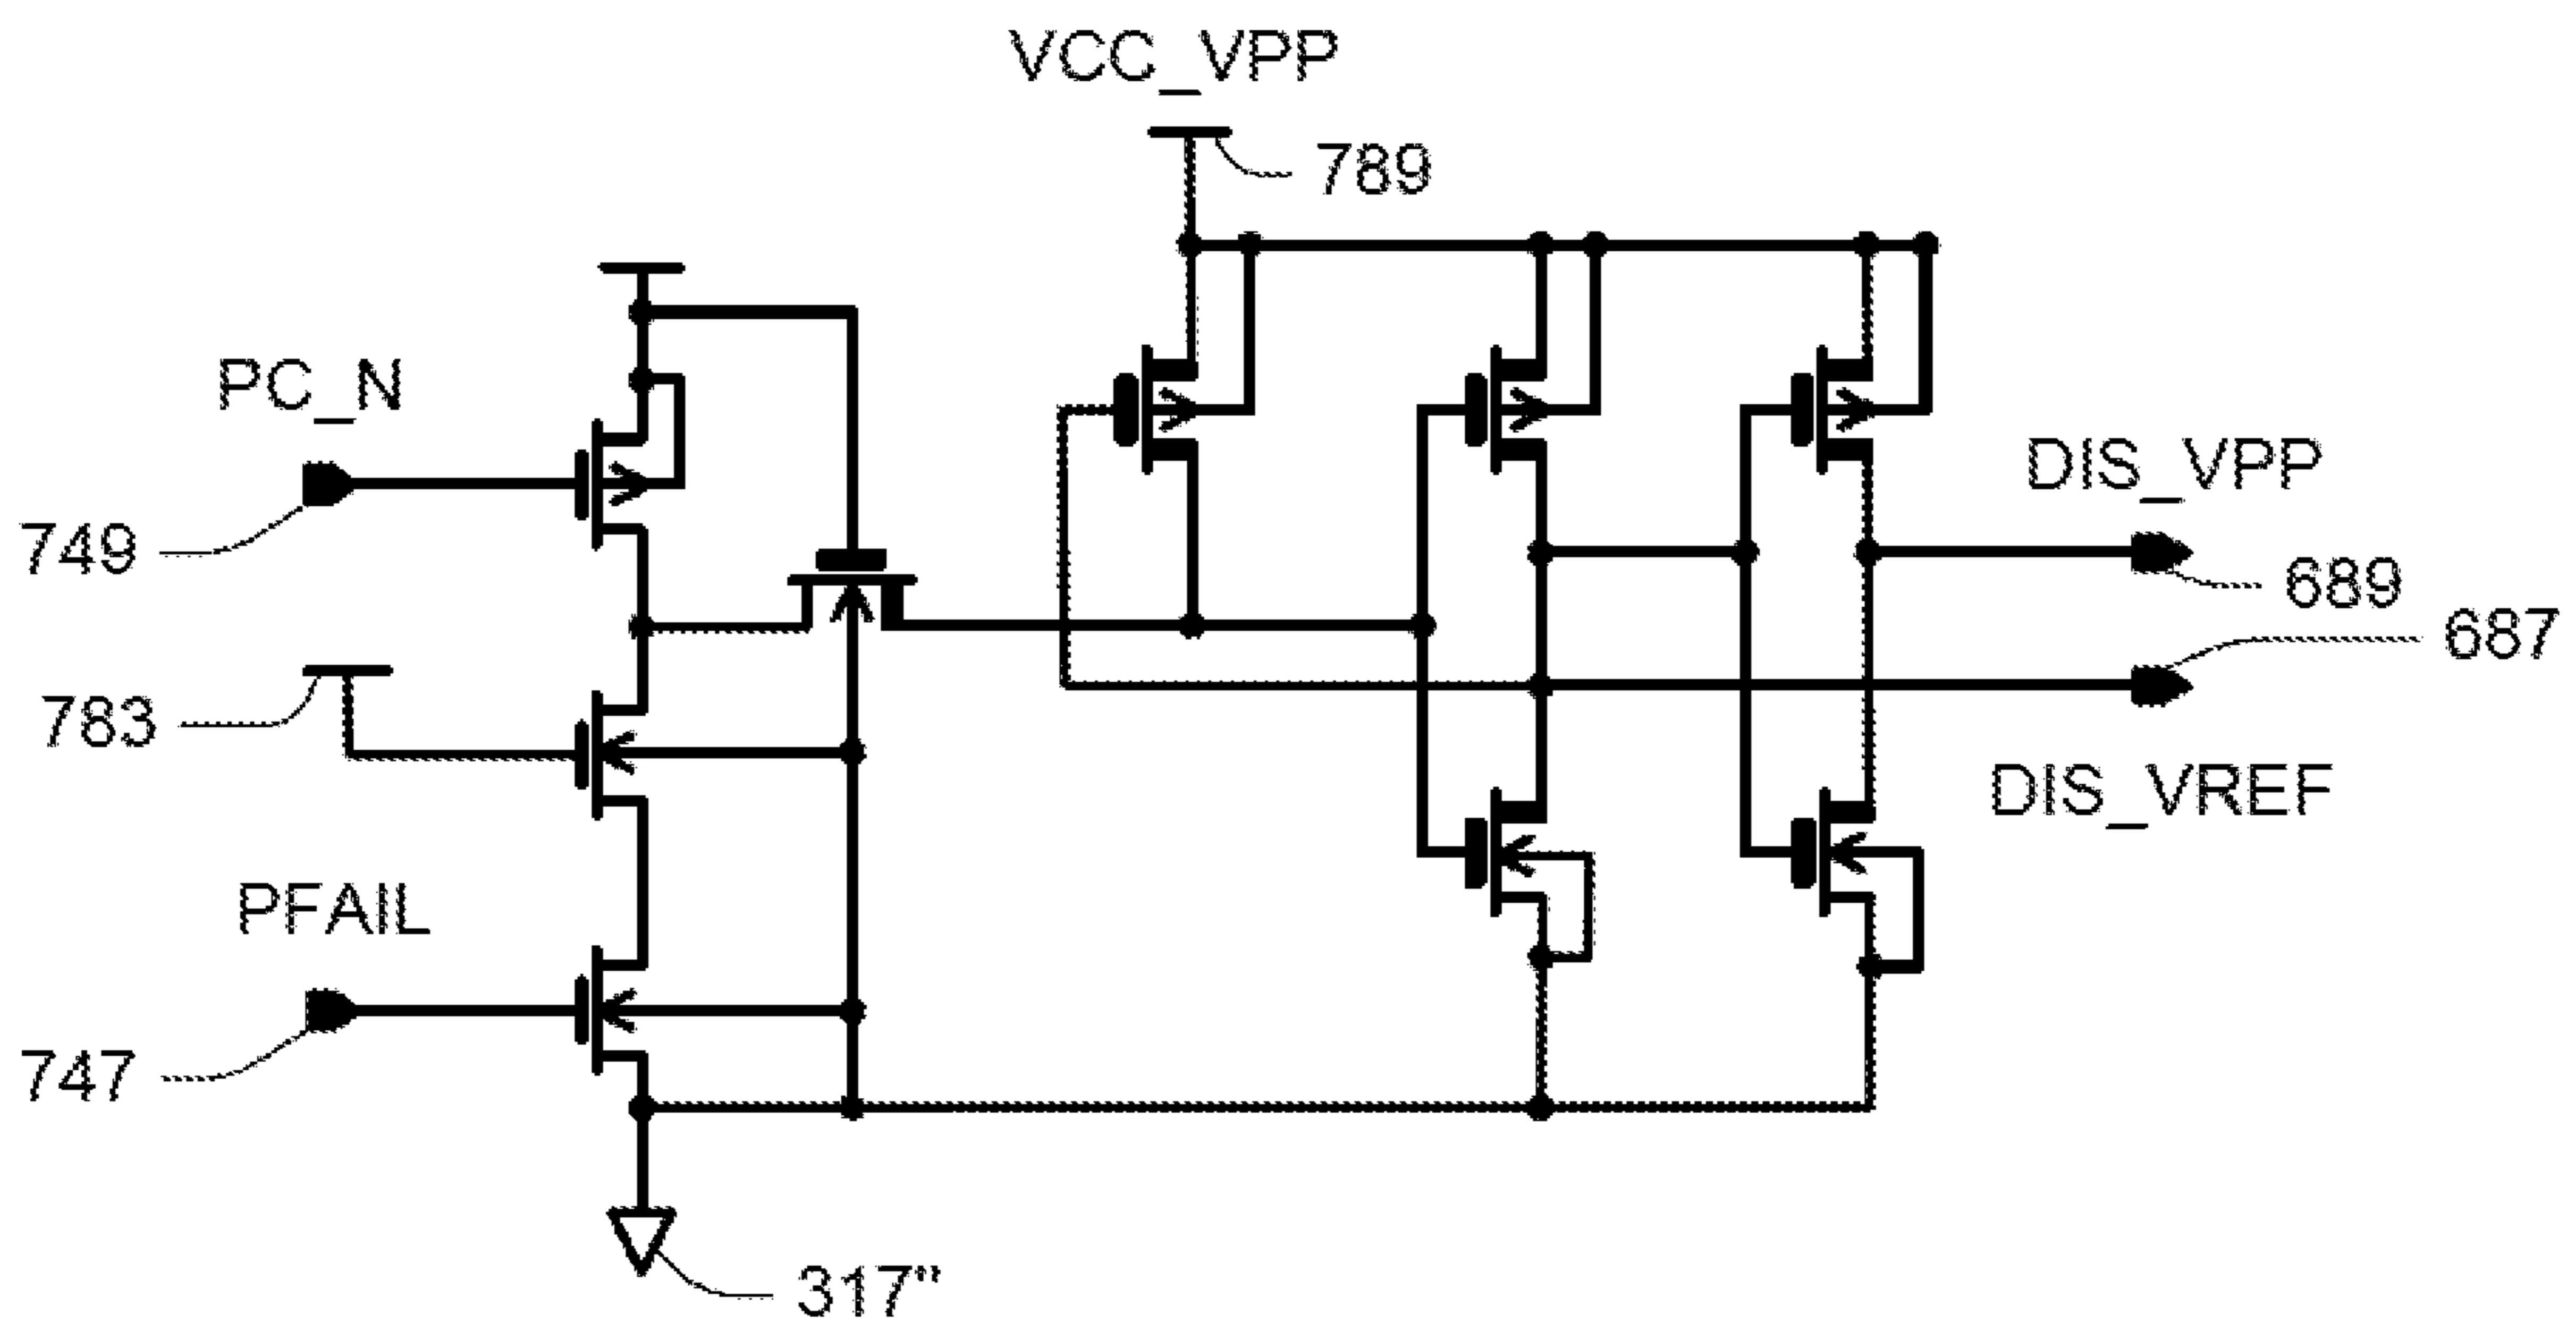 VCC_VPP
789
PC_N
749
DIS_VPP
689
687
783
DIS_VREF
PFAIL
747
317"